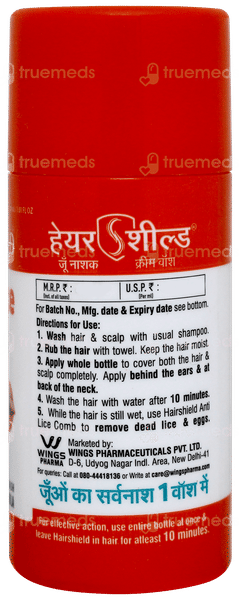 truemeds
truemeds
हेयर शील्ड
जूँ नाशक क्रीम वॉश
M.R.P. ₹ :
(Incl. of all taxes)
U.S.P. ₹ :
(Per ml)
For Batch No., Mfg. date & Expiry date see bottom.
Directions for Use:
1. Wash hair & scalp with usual shampoo.
2. Rub the hair with towel. Keep the hair moist.
3. Apply whole bottle to cover both the hair &
scalp completely. Apply behind the ears & at
back of the neck.
4. Wash the hair with water after 10 minutes.
5. While the hair is still wet, use Hairshield Anti
Lice Comb to remove dead lice & eggs.
WINGS
PHARMA
Marketed by:
WINGS PHARMACEUTICALS PVT. LTD.
D-6, Udyog Nagar Indl. Area, New Delhi-41
For queries: Call at 080-44418136 or Write at care@wingspharma.com
जूँओं का सर्वनाश 1 वॉश में
For effective action, use entire bottle at once &
leave Hairshield in hair for atleast 10 minutes.